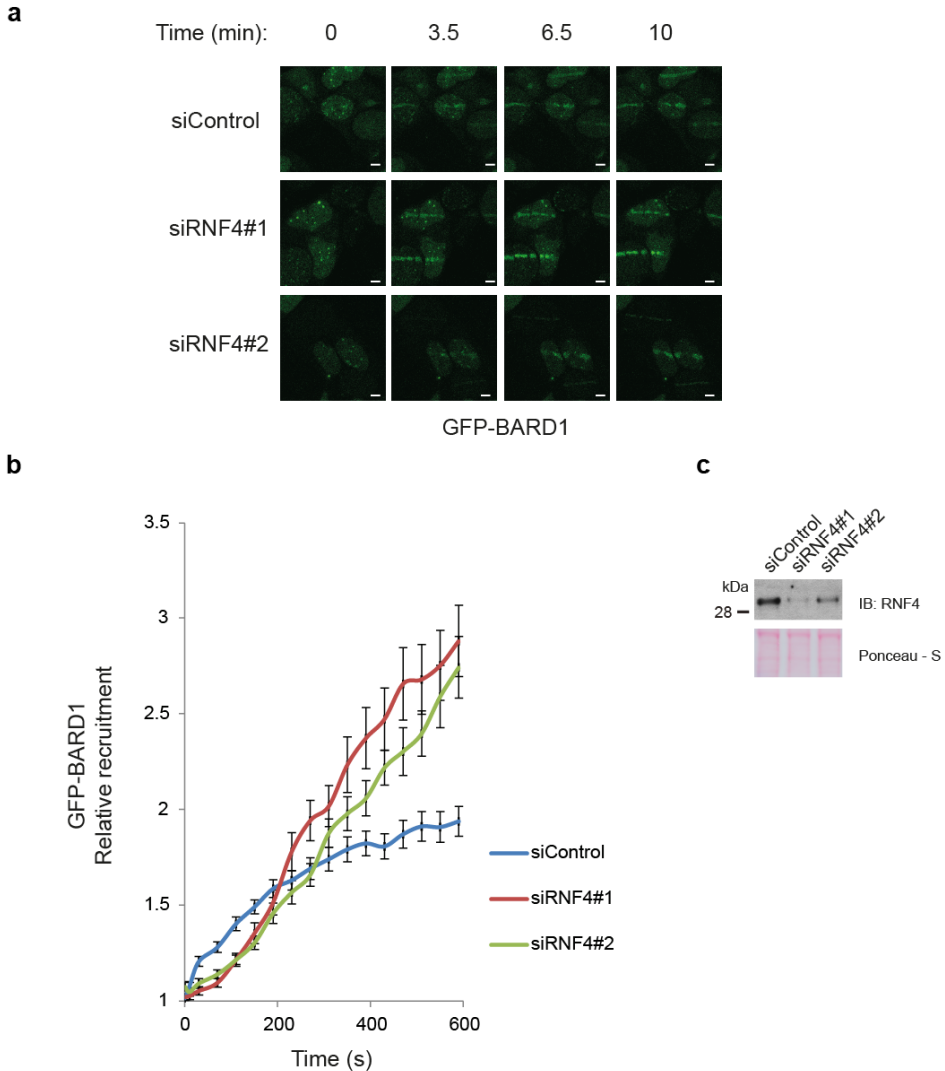 a
Time (min): 0 3.5 6.5 10
siControl
siRNF4#1
siRNF4#2
GFP-BARD1
b
3.5
3
2.5
2
1.5
1
0 200 400 600
Time (s)
GFP-BARD1
Relative recruitment
siControl
siRNF4#1
siRNF4#2
c
siControl
siRNF4#1
siRNF4#2
kDa
28
IB: RNF4
Ponceau - S